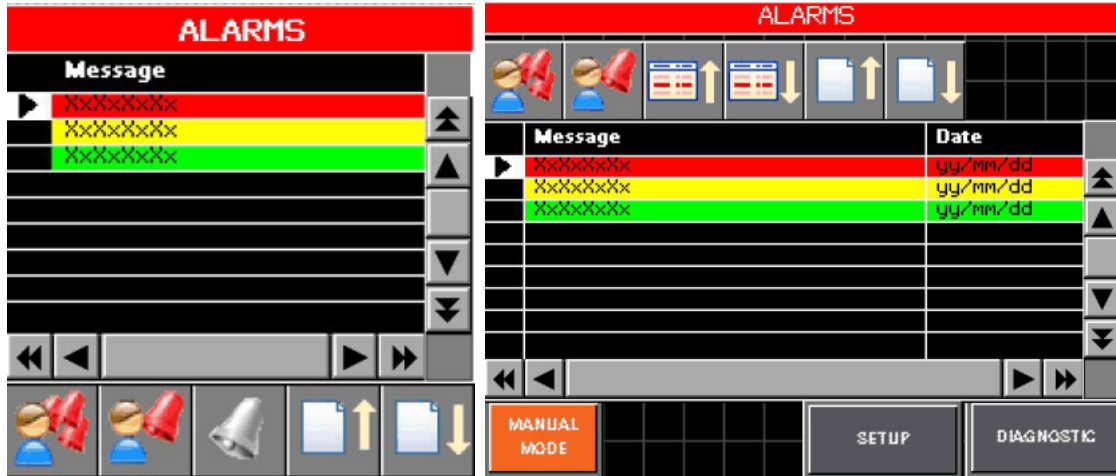 ALARMS
Message
XxXxXxXx
XxXxXxXx
XxXxXxXx
ALARMS
Message Date
XxXxXxXx yy/mm/dd
XxXxXxXx yy/mm/dd
XxXxXxXx yy/mm/dd
MANUAL
MODE
SETUP
DIAGNOSTIC